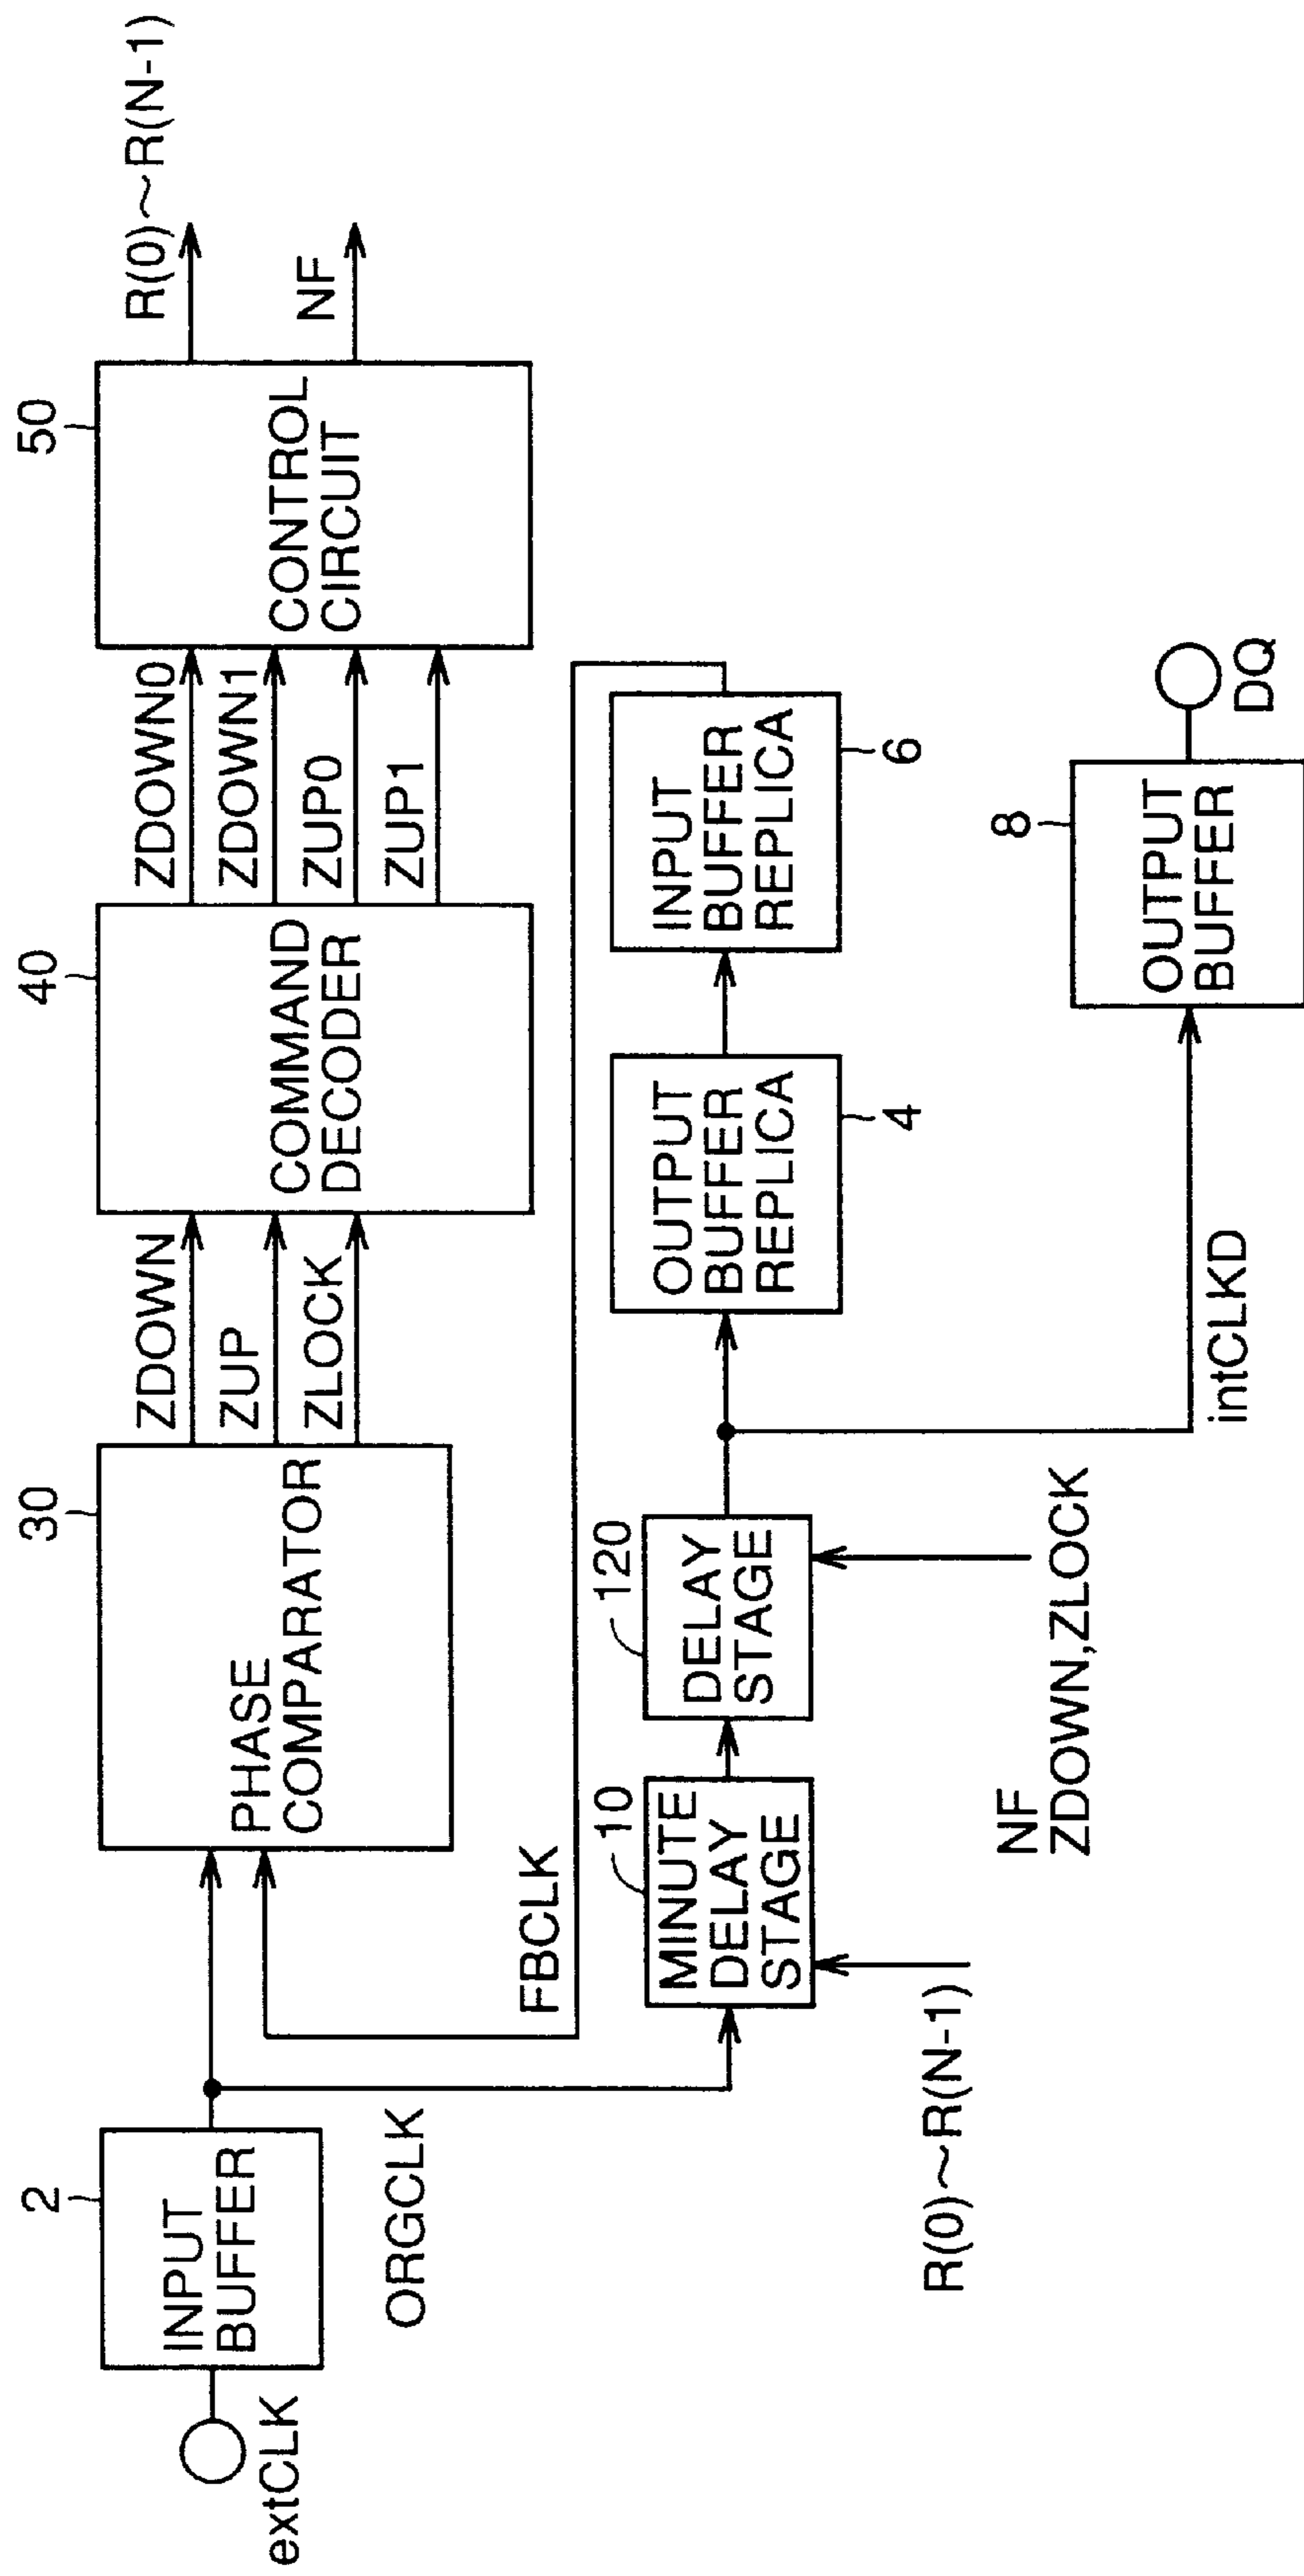 2
INPUT
BUFFER
extCLK
ORGCLK
30
PHASE
COMPARATOR
ZDOWN
ZUP
ZLOCK
40
COMMAND
DECODER
ZDOWN0
ZDOWN1
ZUP0
ZUP1
50
CONTROL
CIRCUIT
R(0)~R(N-1)
NF
FBCLK
10
MINUTE
DELAY
STAGE
R(0)~R(N-1)
120
DELAY
STAGE
NF
ZDOWN,ZLOCK
OUTPUT
BUFFER
REPLICA
4
INPUT
BUFFER
REPLICA
6
intCLKD
8
OUTPUT
BUFFER
DQ